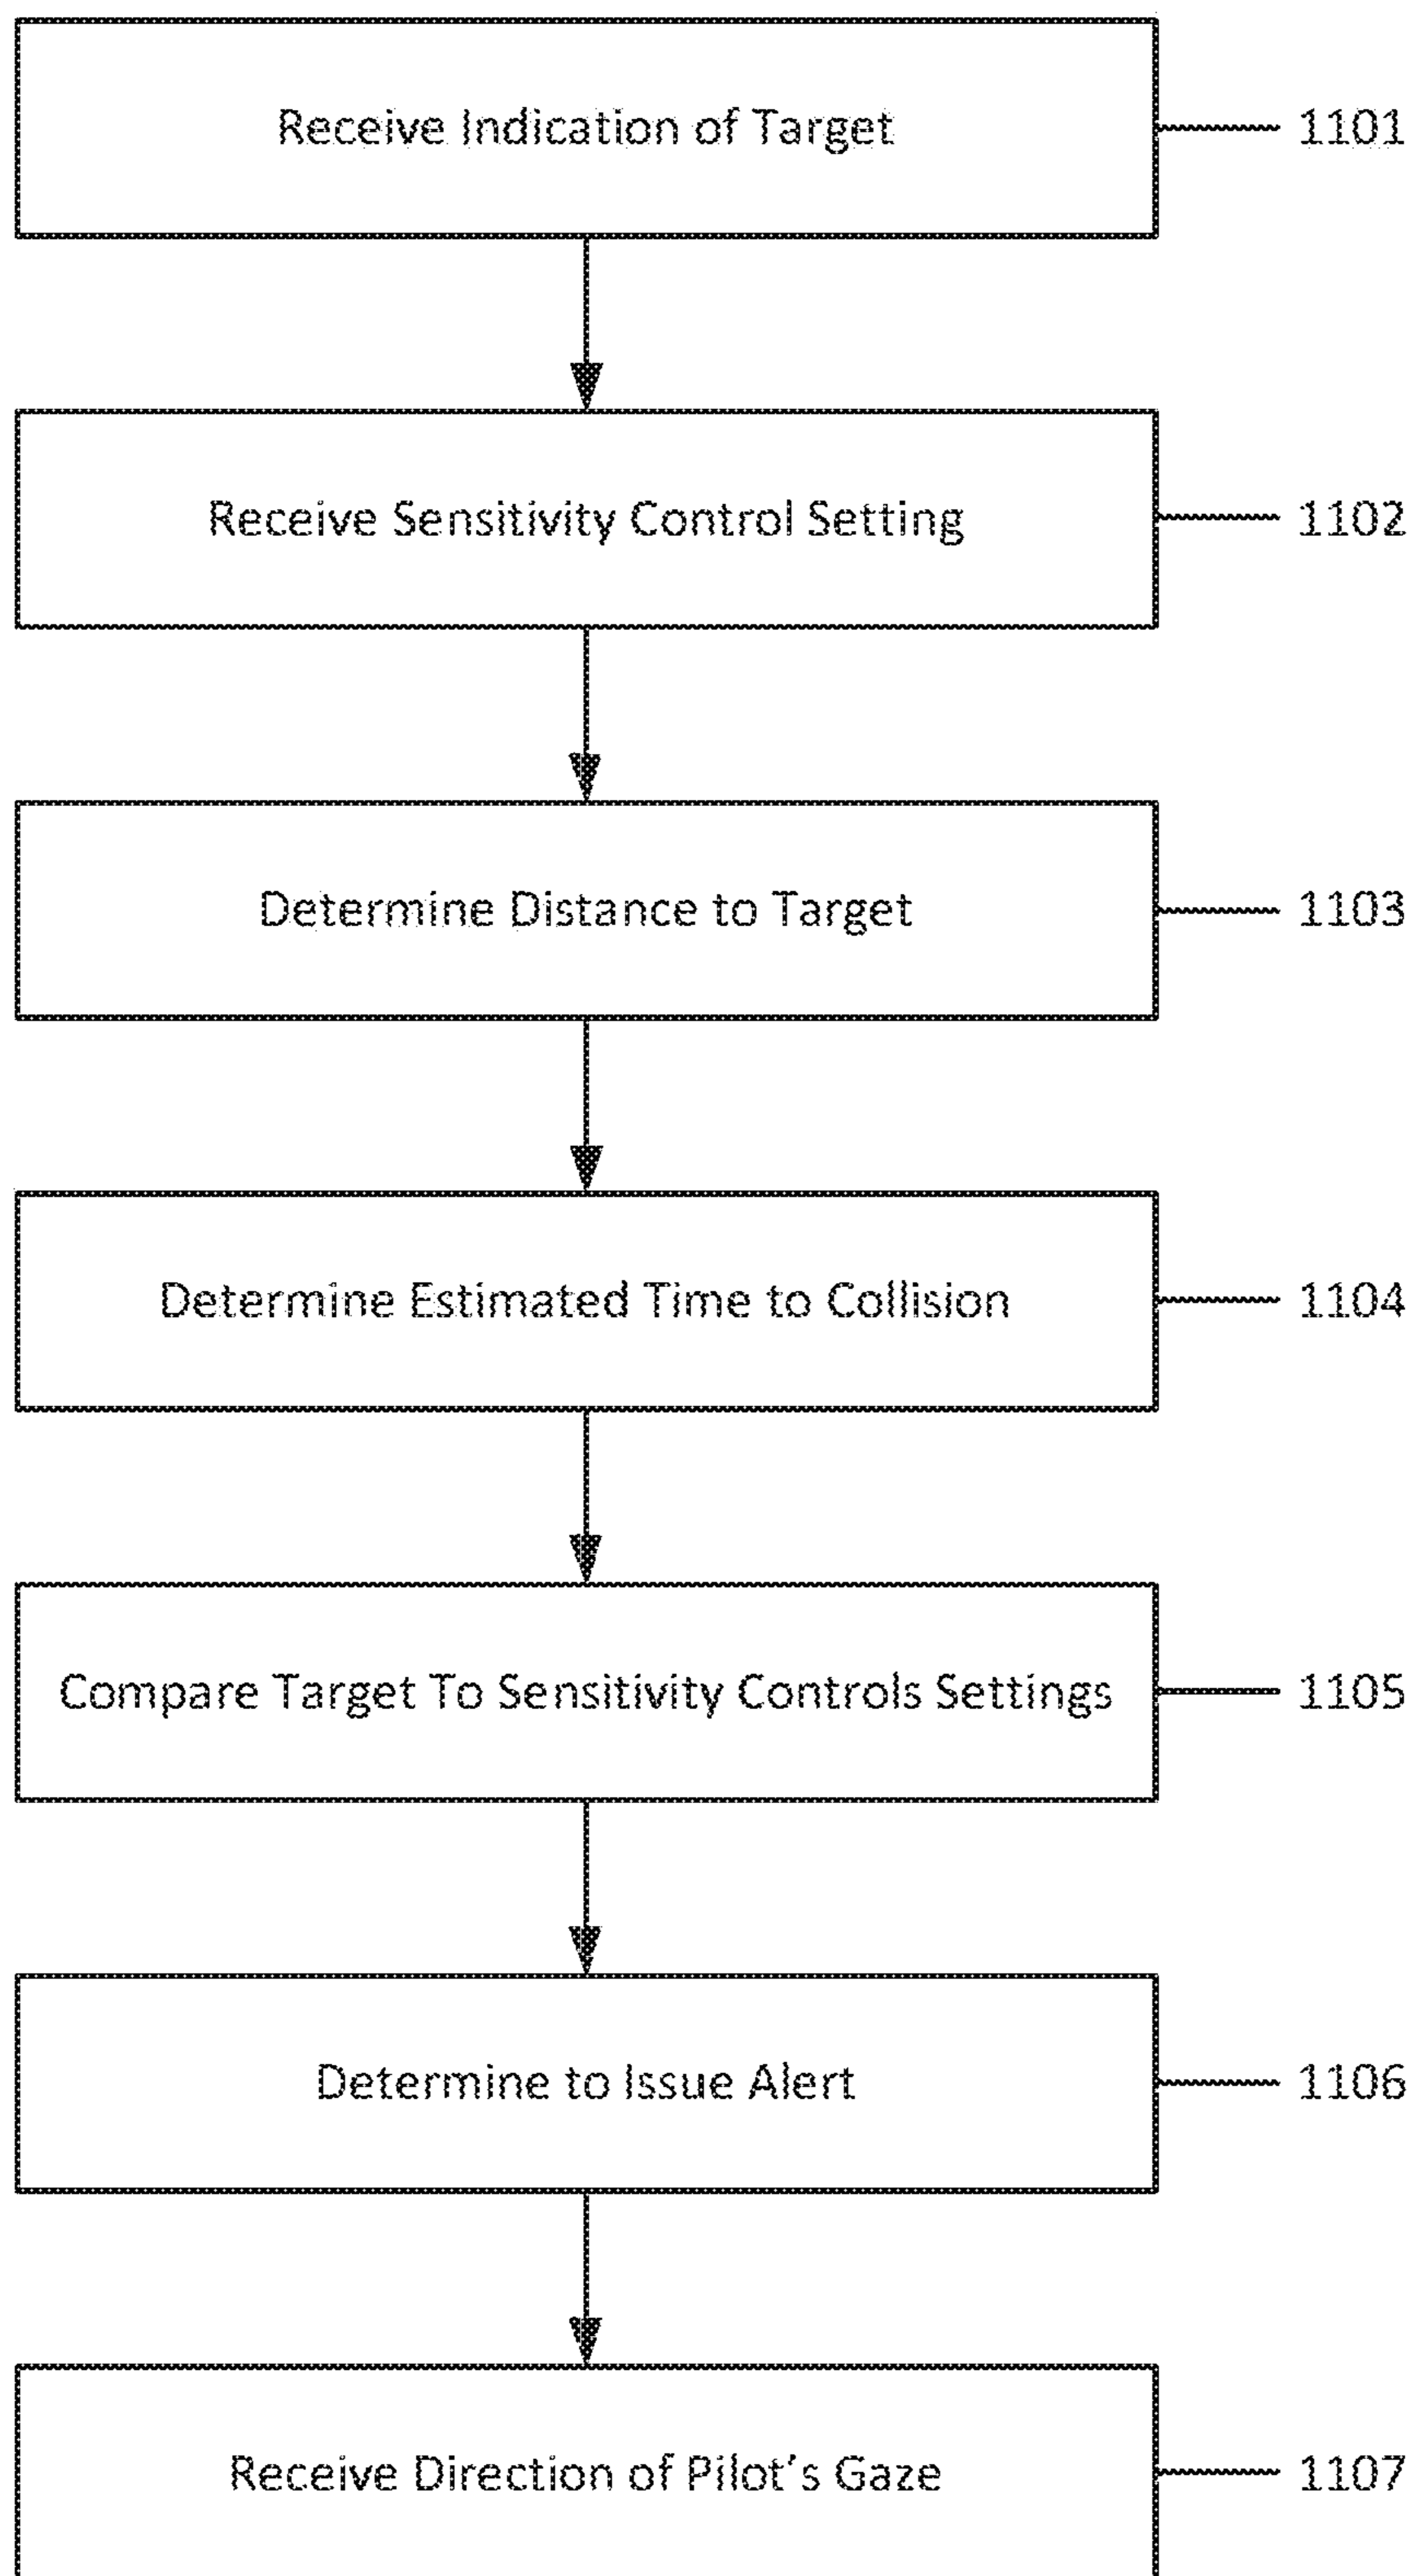 Receive Indication of Target 1101
Receive Sensitivity Control Setting 1102
Determine Distance to Target 1103
Determine Estimated Time to Collision 1104
Compare Target To Sensitivity Controls Settings 1105
Determine to Issue Alert 1106
Receive Direction of Pilot's Gaze 1107